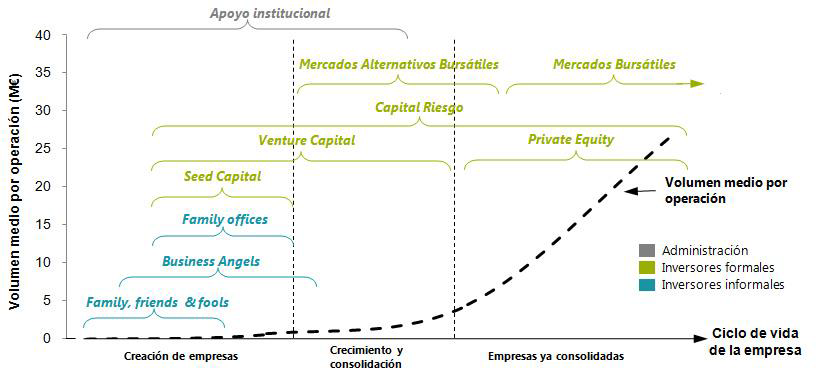 Apoyo institucional
Volumen medio por operación (M€)
40
35
30
25
20
15
10
5
0
Mercados Alternativos Bursátiles
Mercados Bursátiles
Capital Riesgo
Venture Capital
Private Equity
Seed Capital
Volumen medio por
operación
Family offices
Business Angels
Family, friends & fools
Administración
Inversores formales
Inversores informales
Creación de empresas
Crecimiento y
consolidación
Empresas ya consolidadas
Ciclo de vida
de la empresa